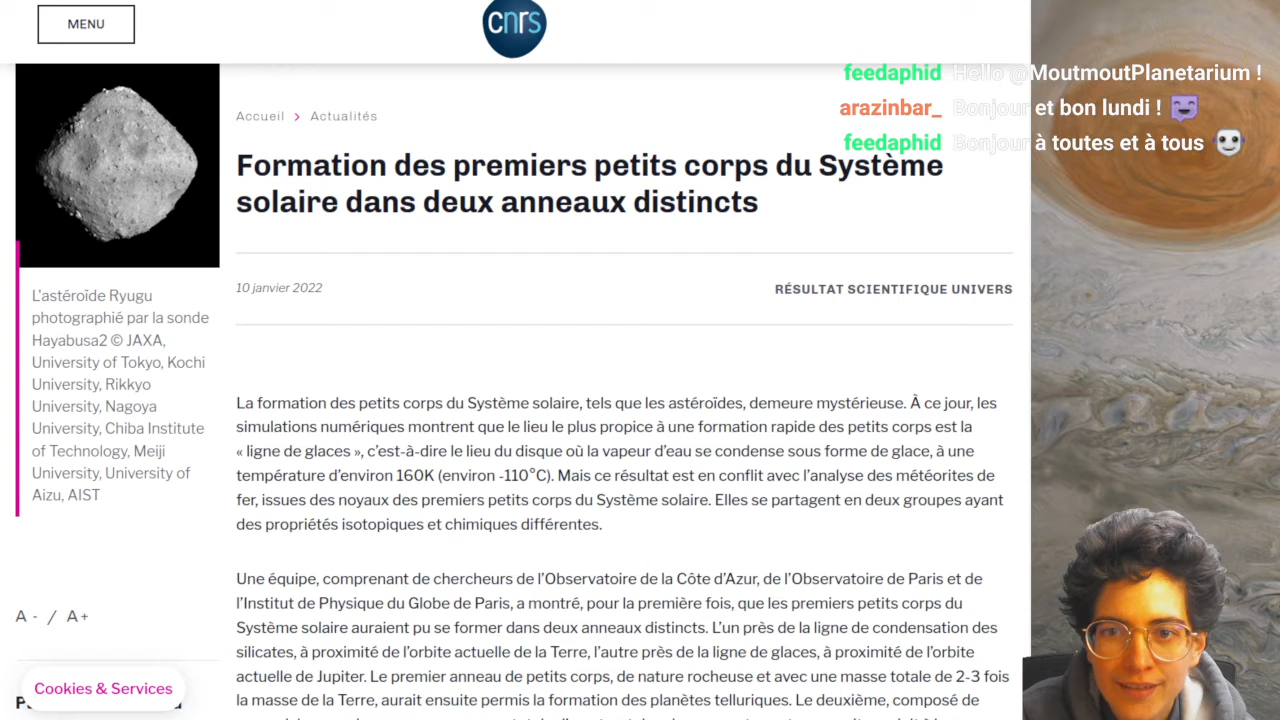 MENU
cnrs
feedaphid Hello @MoutmoutPlanetarium !
arazinbar_ Bonjour et bon lundi !
feedaphid Bonjour à toutes et à tous
Accueil > Actualités
Formation des premiers petits corps du Système
solaire dans deux anneaux distincts
10 janvier 2022
RÉSULTAT SCIENTIFIQUE UNIVERS
L'astéroïde Ryugu
photographié par la sonde
Hayabusa2 © JAXA,
University of Tokyo, Kochi
University, Rikkyo
University, Nagoya
University, Chiba Institute
of Technology, Meiji
University, University of
Aizu, AIST
A - / A+
Cookies & Services
La formation des petits corps du Système solaire, tels que les astéroïdes, demeure mystérieuse. À ce jour, les
simulations numériques montrent que le lieu le plus propice à une formation rapide des petits corps est la
« ligne de glaces », c'est-à-dire le lieu du disque où la vapeur d'eau se condense sous forme de glace, à une
température d'environ 160K (environ -110°C). Mais ce résultat est en conflit avec l'analyse des météorites de
fer, issues des noyaux des premiers petits corps du Système solaire. Elles se partagent en deux groupes ayant
des propriétés isotopiques et chimiques différentes.
Une équipe, comprenant de chercheurs de l'Observatoire de la Côte d'Azur, de l'Observatoire de Paris et de
l'Institut de Physique du Globe de Paris, a montré, pour la première fois, que les premiers petits corps du
Système solaire auraient pu se former dans deux anneaux distincts. L'un près de la ligne de condensation des
silicates, à proximité de l'orbite actuelle de la Terre, l'autre près de la ligne de glaces, à proximité de l'orbite
actuelle de Jupiter. Le premier anneau de petits corps, de nature rocheuse et avec une masse totale de 2-3 fois
la masse de la Terre, aurait ensuite permis la formation des planètes telluriques. Le deuxième, composé de